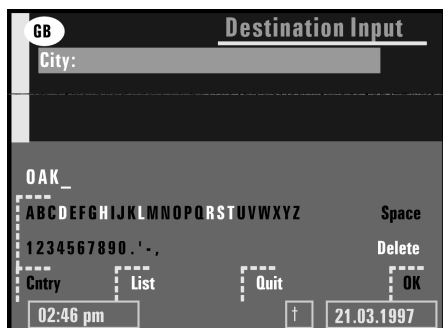 GB Destination Input
City:
OAK_
ABCDEFGHIJKLMNOPQRSTUVWXYZ Space
1234567890.'-, Delete
Cntry List Quit OK
02:46 pm † 21.03.1997